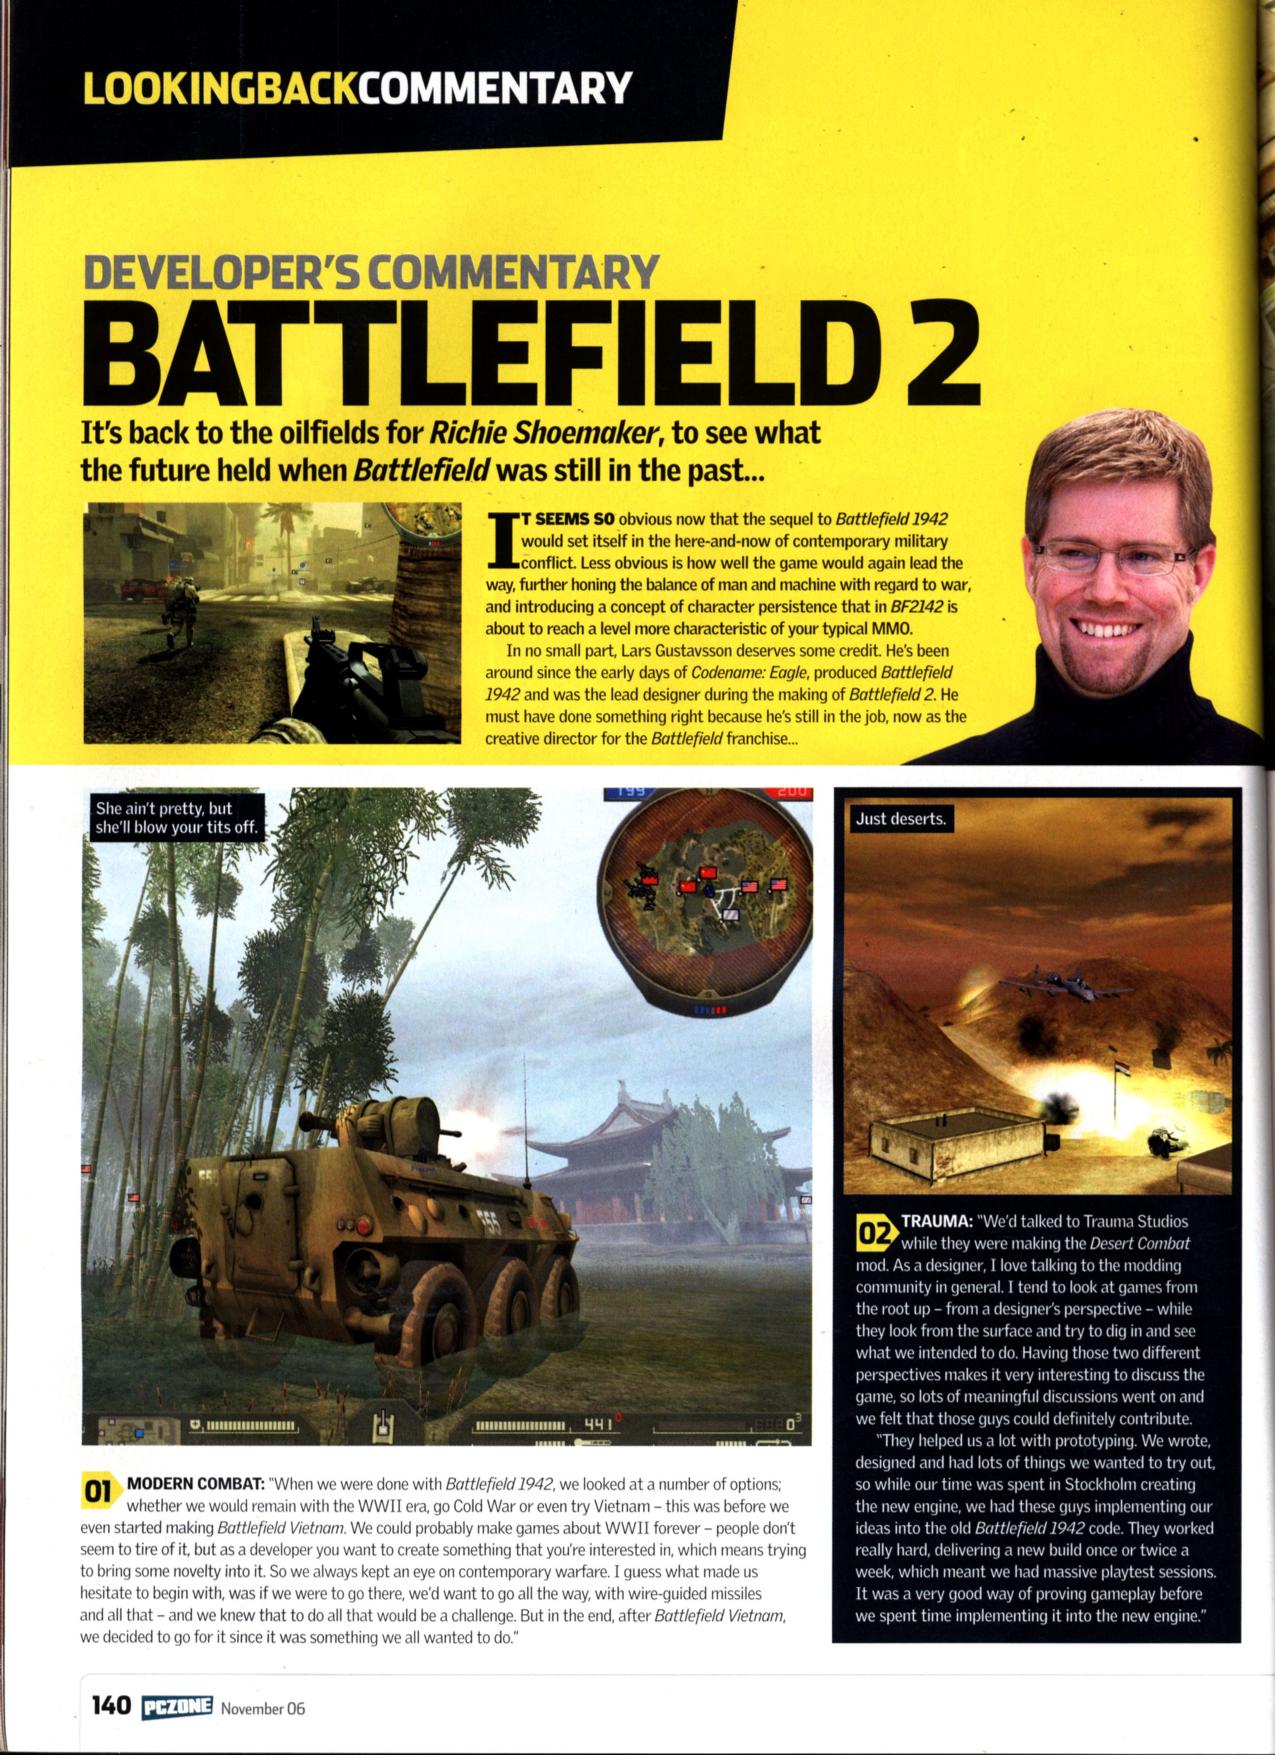 LOOKINGBACKCOMMENTARY
DEVELOPER'S COMMENTARY
BATTLEFIELD 2
It's back to the oilfields for Richie Shoemaker, to see what
the future held when Battlefield was still in the past...
IT SEEMS SO obvious now that the sequel to Battlefield 1942
would set itself in the here-and-now of contemporary military
conflict. Less obvious is how well the game would again lead the
way, further honing the balance of man and machine with regard to war,
and introducing a concept of character persistence that in BF2142 is
about to reach a level more characteristic of your typical MMO.
In no small part, Lars Gustavsson deserves some credit. He's been
around since the early days of Codename: Eagle, produced Battlefield
1942 and was the lead designer during the making of Battlefield 2. He
must have done something right because he's still in the job, now as the
creative director for the Battlefield franchise...
She ain't pretty, but
she'll blow your tits off.
199 200
556
441 0
0 3
Just deserts.
01 MODERN COMBAT: "When we were done with Battlefield 1942, we looked at a number of options;
whether we would remain with the WWII era, go Cold War or even try Vietnam – this was before we
even started making Battlefield Vietnam. We could probably make games about WWII forever – people don't
seem to tire of it, but as a developer you want to create something that you're interested in, which means trying
to bring some novelty into it. So we always kept an eye on contemporary warfare. I guess what made us
hesitate to begin with, was if we were to go there, we'd want to go all the way, with wire-guided missiles
and all that – and we knew that to do all that would be a challenge. But in the end, after Battlefield Vietnam,
we decided to go for it since it was something we all wanted to do."
02 TRAUMA: "We'd talked to Trauma Studios
while they were making the Desert Combat
mod. As a designer, I love talking to the modding
community in general. I tend to look at games from
the root up – from a designer's perspective – while
they look from the surface and try to dig in and see
what we intended to do. Having those two different
perspectives makes it very interesting to discuss the
game, so lots of meaningful discussions went on and
we felt that those guys could definitely contribute.
"They helped us a lot with prototyping. We wrote,
designed and had lots of things we wanted to try out,
so while our time was spent in Stockholm creating
the new engine, we had these guys implementing our
ideas into the old Battlefield 1942 code. They worked
really hard, delivering a new build once or twice a
week, which meant we had massive playtest sessions.
It was a very good way of proving gameplay before
we spent time implementing it into the new engine."
140 PCZONE November 06